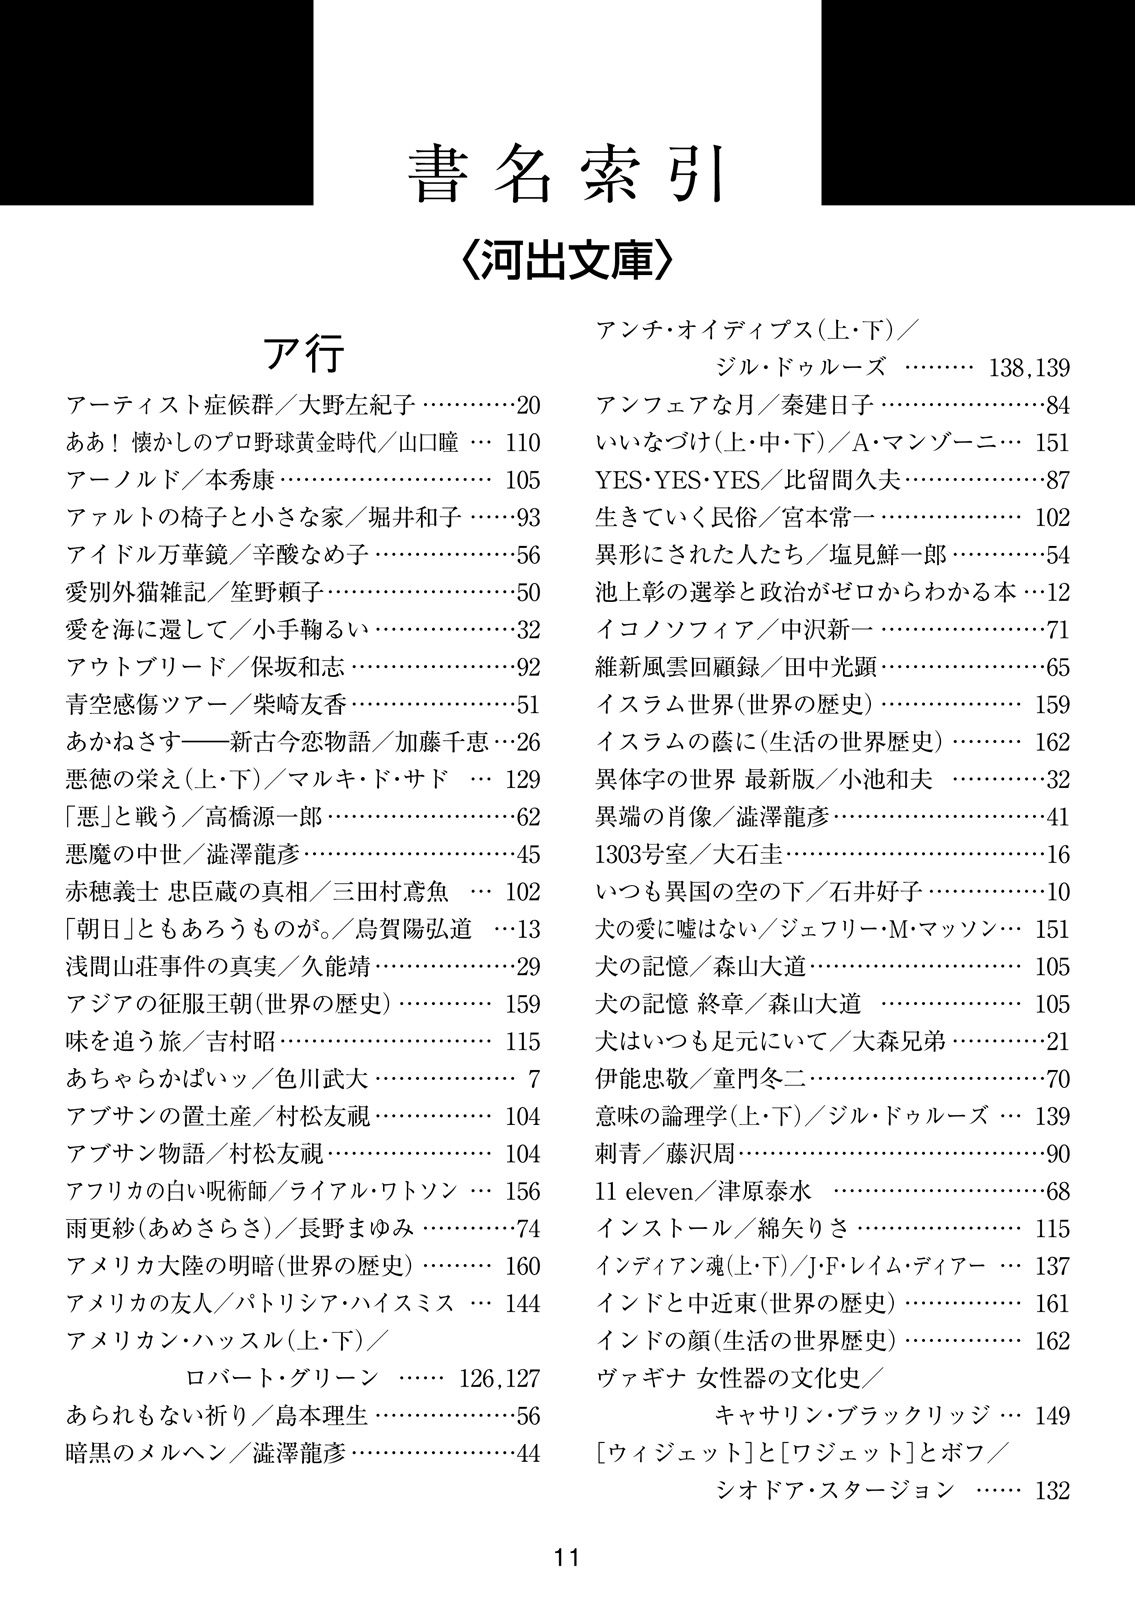 書名索引
〈河出文庫〉
ア行
アーティスト症候群／大野左紀子…………20
ああ！ 懐かしのプロ野球黄金時代／山口瞳 … 110
アーノルド／本秀康……………………… 105
アァルトの椅子と小さな家／堀井和子……93
アイドル万華鏡／辛酸なめ子………………56
愛別外猫雑記／笙野頼子……………………50
愛を海に還して／小手鞠るい………………32
アウトブリード／保坂和志…………………92
青空感傷ツアー／柴崎友香…………………51
あかねさす――新古今恋物語／加藤千恵…26
悪徳の栄え（上・下）／マルキ・ド・サド … 129
「悪」と戦う／高橋源一郎……………………62
悪魔の中世／澁澤龍彦………………………45
赤穂義士 忠臣蔵の真相／三田村鳶魚 … 102
「朝日」ともあろうものが。／烏賀陽弘道 …13
浅間山荘事件の真実／久能靖………………29
アジアの征服王朝（世界の歴史）………… 159
味を追う旅／吉村昭……………………… 115
あちゃらかぱいッ／色川武大……………… 7
アブサンの置土産／村松友視…………… 104
アブサン物語／村松友視………………… 104
アフリカの白い呪術師／ライアル・ワトソン … 156
雨更紗（あめさらさ）／長野まゆみ…………74
アメリカ大陸の明暗（世界の歴史）……… 160
アメリカの友人／パトリシア・ハイスミス … 144
アメリカン・ハッスル（上・下）／
ロバート・グリーン …… 126,127
あられもない祈り／島本理生………………56
暗黒のメルヘン／澁澤龍彦…………………44
アンチ・オイディプス（上・下）／
ジル・ドゥルーズ ……… 138,139
アンフェアな月／秦建日子…………………84
いいなづけ（上・中・下）／A・マンゾーニ… 151
YES・YES・YES／比留間久夫………………87
生きていく民俗／宮本常一……………… 102
異形にされた人たち／塩見鮮一郎…………54
池上彰の選挙と政治がゼロからわかる本…12
イコノソフィア／中沢新一…………………71
維新風雲回顧録／田中光顕…………………65
イスラム世界（世界の歴史）……………… 159
イスラムの蔭に（生活の世界歴史）……… 162
異体字の世界 最新版／小池和夫 …………32
異端の肖像／澁澤龍彦………………………41
1303号室／大石圭……………………………16
いつも異国の空の下／石井好子……………10
犬の愛に嘘はない／ジェフリー・M・マッソン… 151
犬の記憶／森山大道……………………… 105
犬の記憶 終章／森山大道 ……………… 105
犬はいつも足元にいて／大森兄弟…………21
伊能忠敬／童門冬二…………………………70
意味の論理学（上・下）／ジル・ドゥルーズ … 139
刺青／藤沢周…………………………………90
11 eleven／津原泰水 ………………………68
インストール／綿矢りさ………………… 115
インディアン魂（上・下）／J・F・レイム・ディアー … 137
インドと中近東（世界の歴史）…………… 161
インドの顔（生活の世界歴史）…………… 162
ヴァギナ 女性器の文化史／
キャサリン・ブラックリッジ… 149
［ウィジェット］と［ワジェット］とボフ／
シオドア・スタージョン …… 132
11